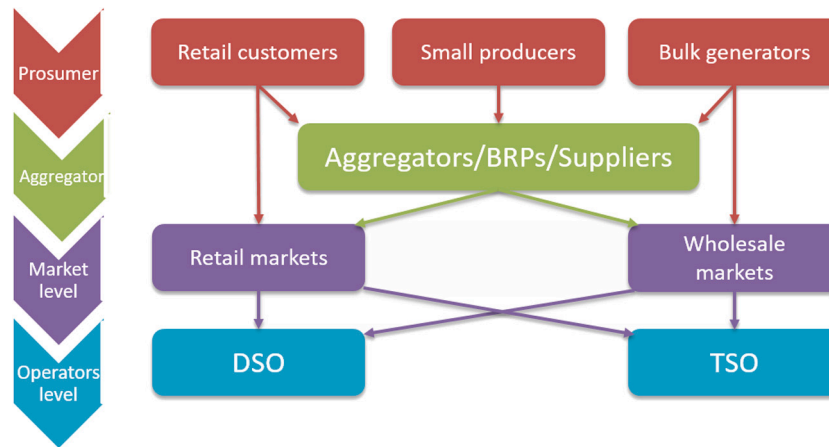 Prosumer
Retail customers
Small producers
Bulk generators
Aggregator
Aggregators/BRPs/Suppliers
Market
level
Retail markets
Wholesale
markets
Operators
level
DSO
TSO